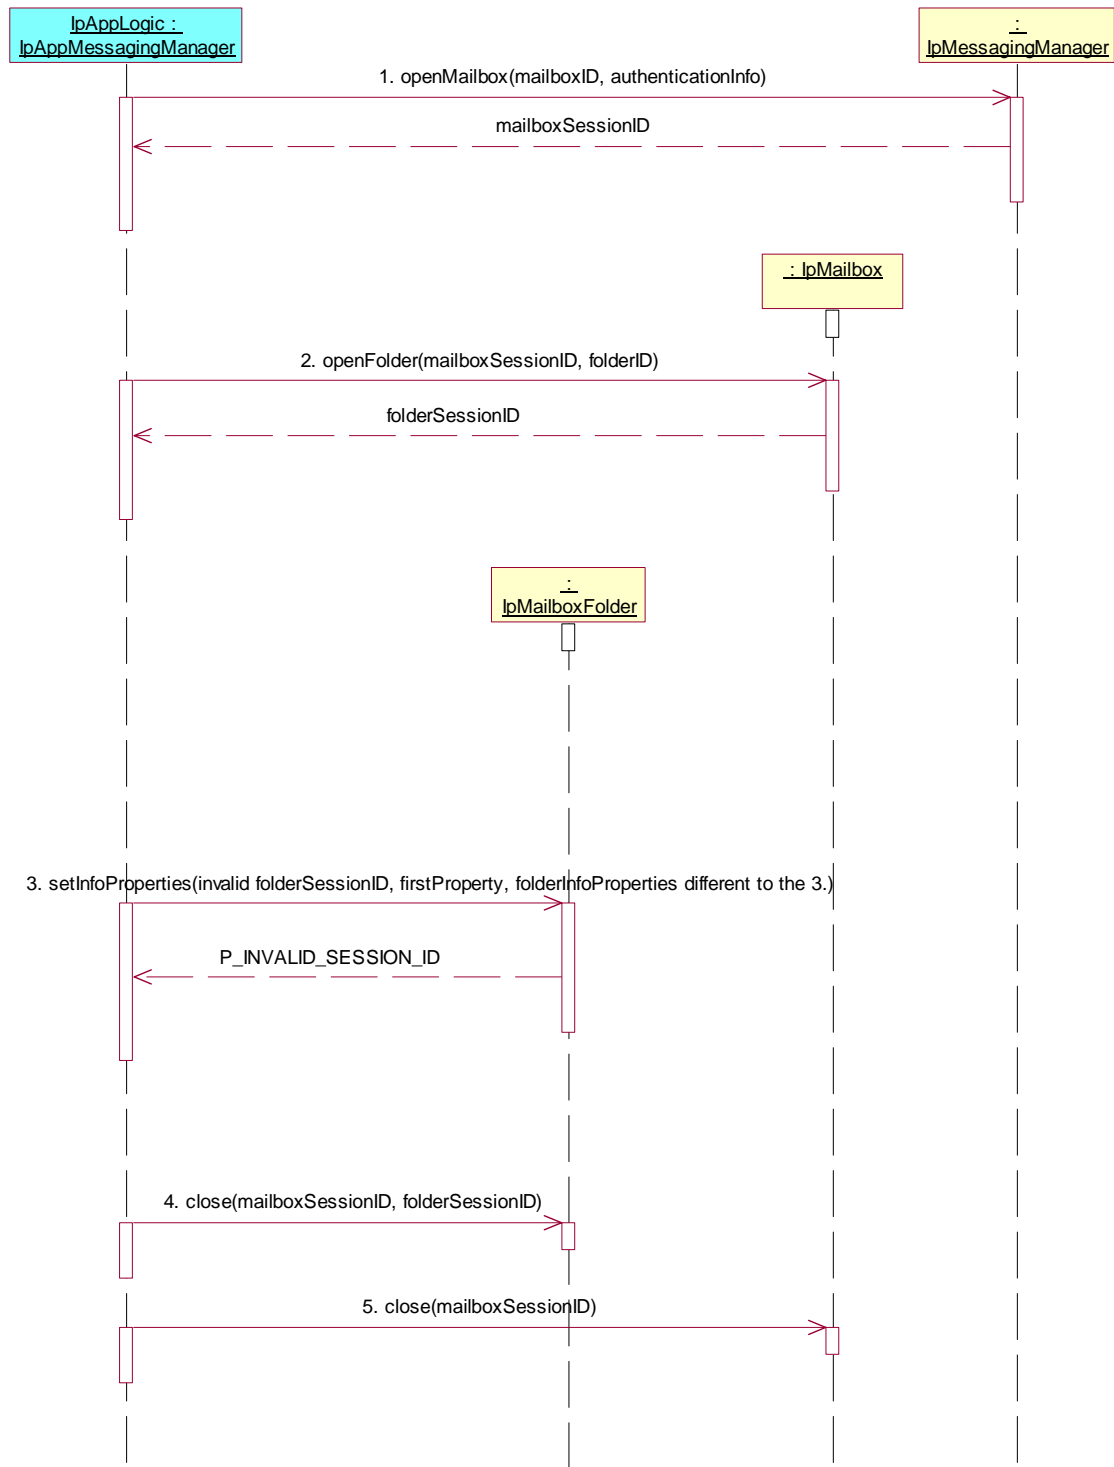 IpAppLogic :
IpAppMessagingManager
:
IpMessagingManager
1. openMailbox(mailboxID, authenticationInfo)
mailboxSessionID
: IpMailbox
2. openFolder(mailboxSessionID, folderID)
folderSessionID
:
IpMailboxFolder
3. setInfoProperties(invalid folderSessionID, firstProperty, folderInfoProperties different to the 3.)
P_INVALID_SESSION_ID
4. close(mailboxSessionID, folderSessionID)
5. close(mailboxSessionID)